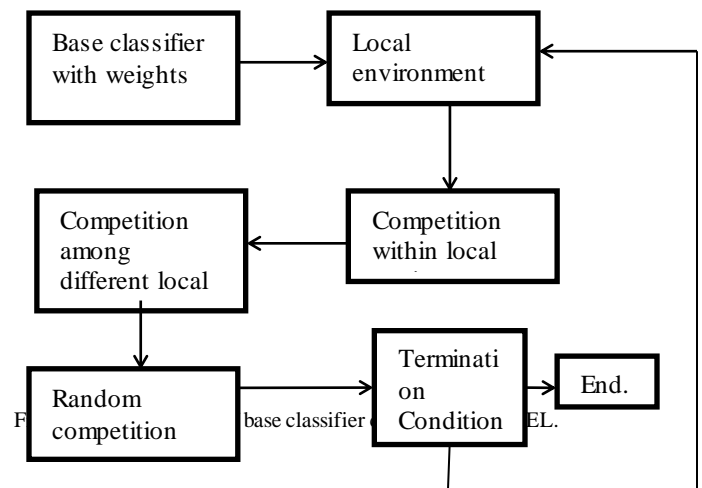 Base classifier
with weights
Local
environment
Competition
among
different local
Competition
within local
Random
competition
Terminati
on
Condition
End.
F base classifier EL.